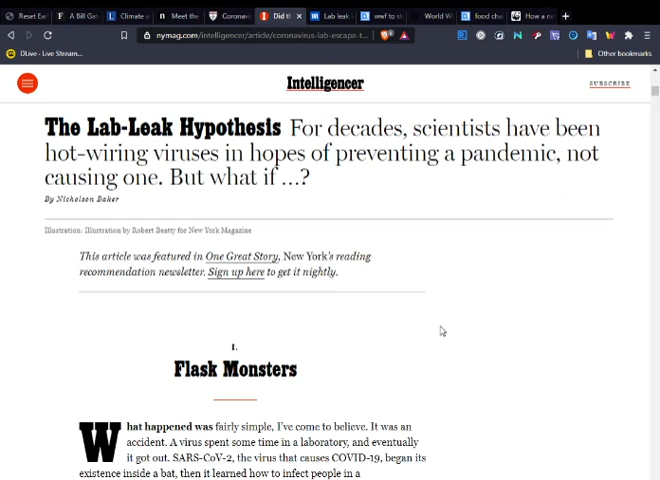 Reset Ear
A Bill Gat
Climate a
Meet the
Coronav
Did th
Lab leak
wwf to s
World W
food cha
How a ne
nymag.com/intelligencer/article/coronavirus-lab-escape-t...
DLive - Live Stream...
Other bookmarks
Intelligencer
SUBSCRIBE
The Lab-Leak Hypothesis For decades, scientists have been
hot-wiring viruses in hopes of preventing a pandemic, not
causing one. But what if ...?
By Nicholson Baker
Illustration: Illustration by Robert Beatty for New York Magazine
This article was featured in One Great Story, New York's reading
recommendation newsletter. Sign up here to get it nightly.
I.
Flask Monsters
What happened was fairly simple, I've come to believe. It was an
accident. A virus spent some time in a laboratory, and eventually
it got out. SARS-CoV-2, the virus that causes COVID-19, began its
existence inside a bat, then it learned how to infect people in a